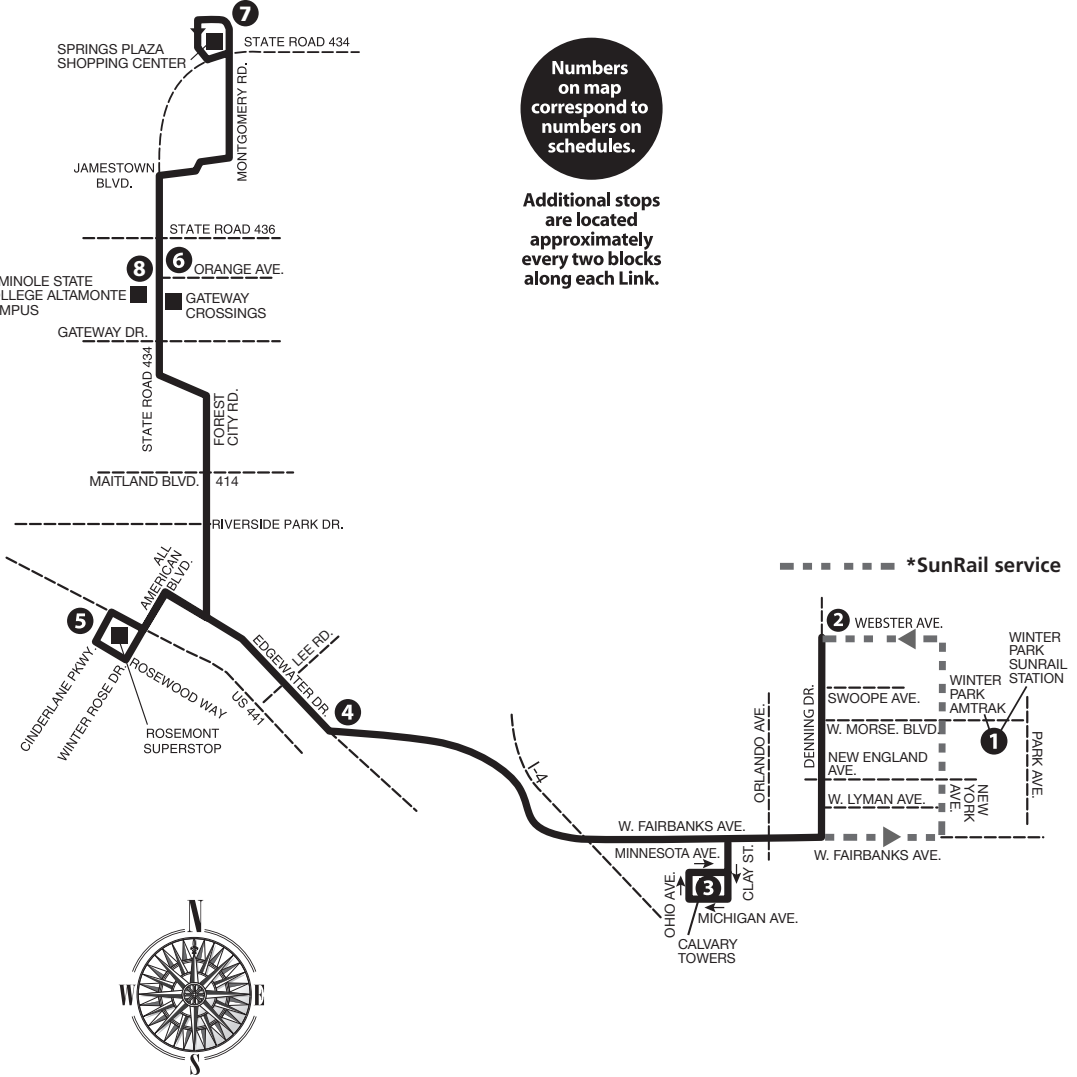 7
SPRINGS PLAZA
SHOPPING CENTER
STATE ROAD 434
MONTGOMERY RD.
JAMESTOWN
BLVD.
STATE ROAD 436
8
6
ORANGE AVE.
MINOLE STATE
LLEGE ALTAMONTE
MPUS
GATEWAY
CROSSINGS
GATEWAY DR.
STATE ROAD 434
FOREST
CITY RD.
MAITLAND BLVD.
414
RIVERSIDE PARK DR.
ALL
AMERICAN
BLVD.
5
CINDERLANE PKWY.
WINTER ROSE DR.
ROSEWOOD WAY
US 441
ROSEMONT
SUPERSTOP
EDGEWATER DR.
LEE RD.
4
I-4
Numbers
on map
correspond to
numbers on
schedules.
Additional stops
are located
approximately
every two blocks
along each Link.
*SunRail service
2
WEBSTER AVE.
WINTER
PARK
SUNRAIL
STATION
WINTER
PARK
AMTRAK
1
SWOOPE AVE.
W. MORSE. BLVD.
NEW ENGLAND
AVE.
W. LYMAN AVE.
NEW
YORK
AVE.
PARK AVE.
DENNING DR.
ORLANDO AVE.
W. FAIRBANKS AVE.
W. FAIRBANKS AVE.
MINNESOTA AVE.
CLAY ST.
OHIO AVE.
3
MICHIGAN AVE.
CALVARY
TOWERS
N
W
E
S